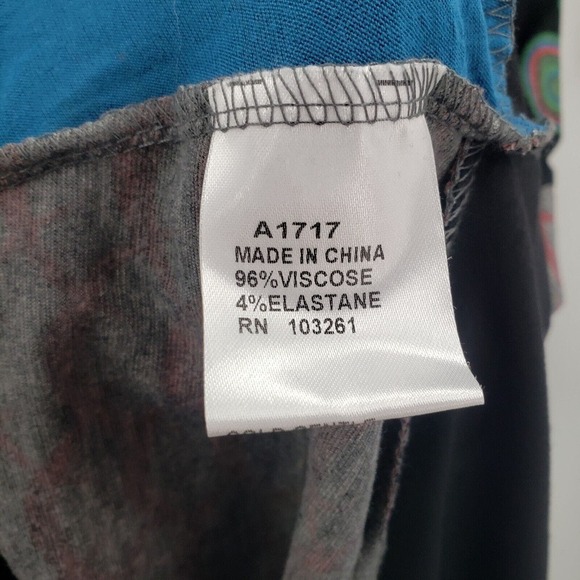 A1717
MADE IN CHINA
96%VISCOSE
4%ELASTANE
RN 103261